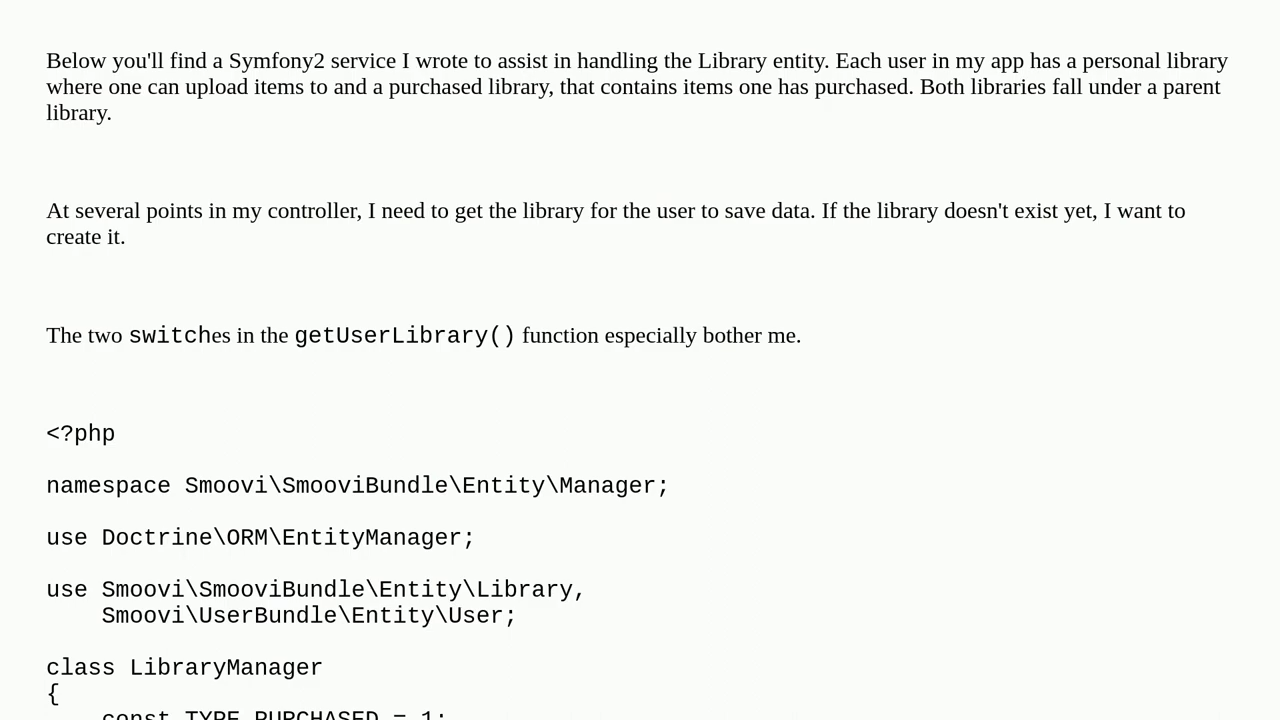 Below you'll find a Symfony2 service I wrote to assist in handling the Library entity. Each user in my app has a personal library
where one can upload items to and a purchased library, that contains items one has purchased. Both libraries fall under a parent
library.
At several points in my controller, I need to get the library for the user to save data. If the library doesn't exist yet, I want to
create it.
The two switches in the getUserLibrary() function especially bother me.
<?php
namespace Smoovi\SmooviBundle\Entity\Manager;
use Doctrine\ORM\EntityManager;
use Smoovi\SmooviBundle\Entity\Library,
    Smoovi\UserBundle\Entity\User;
class LibraryManager
{
    const TYPE_PURCHASED = 1;